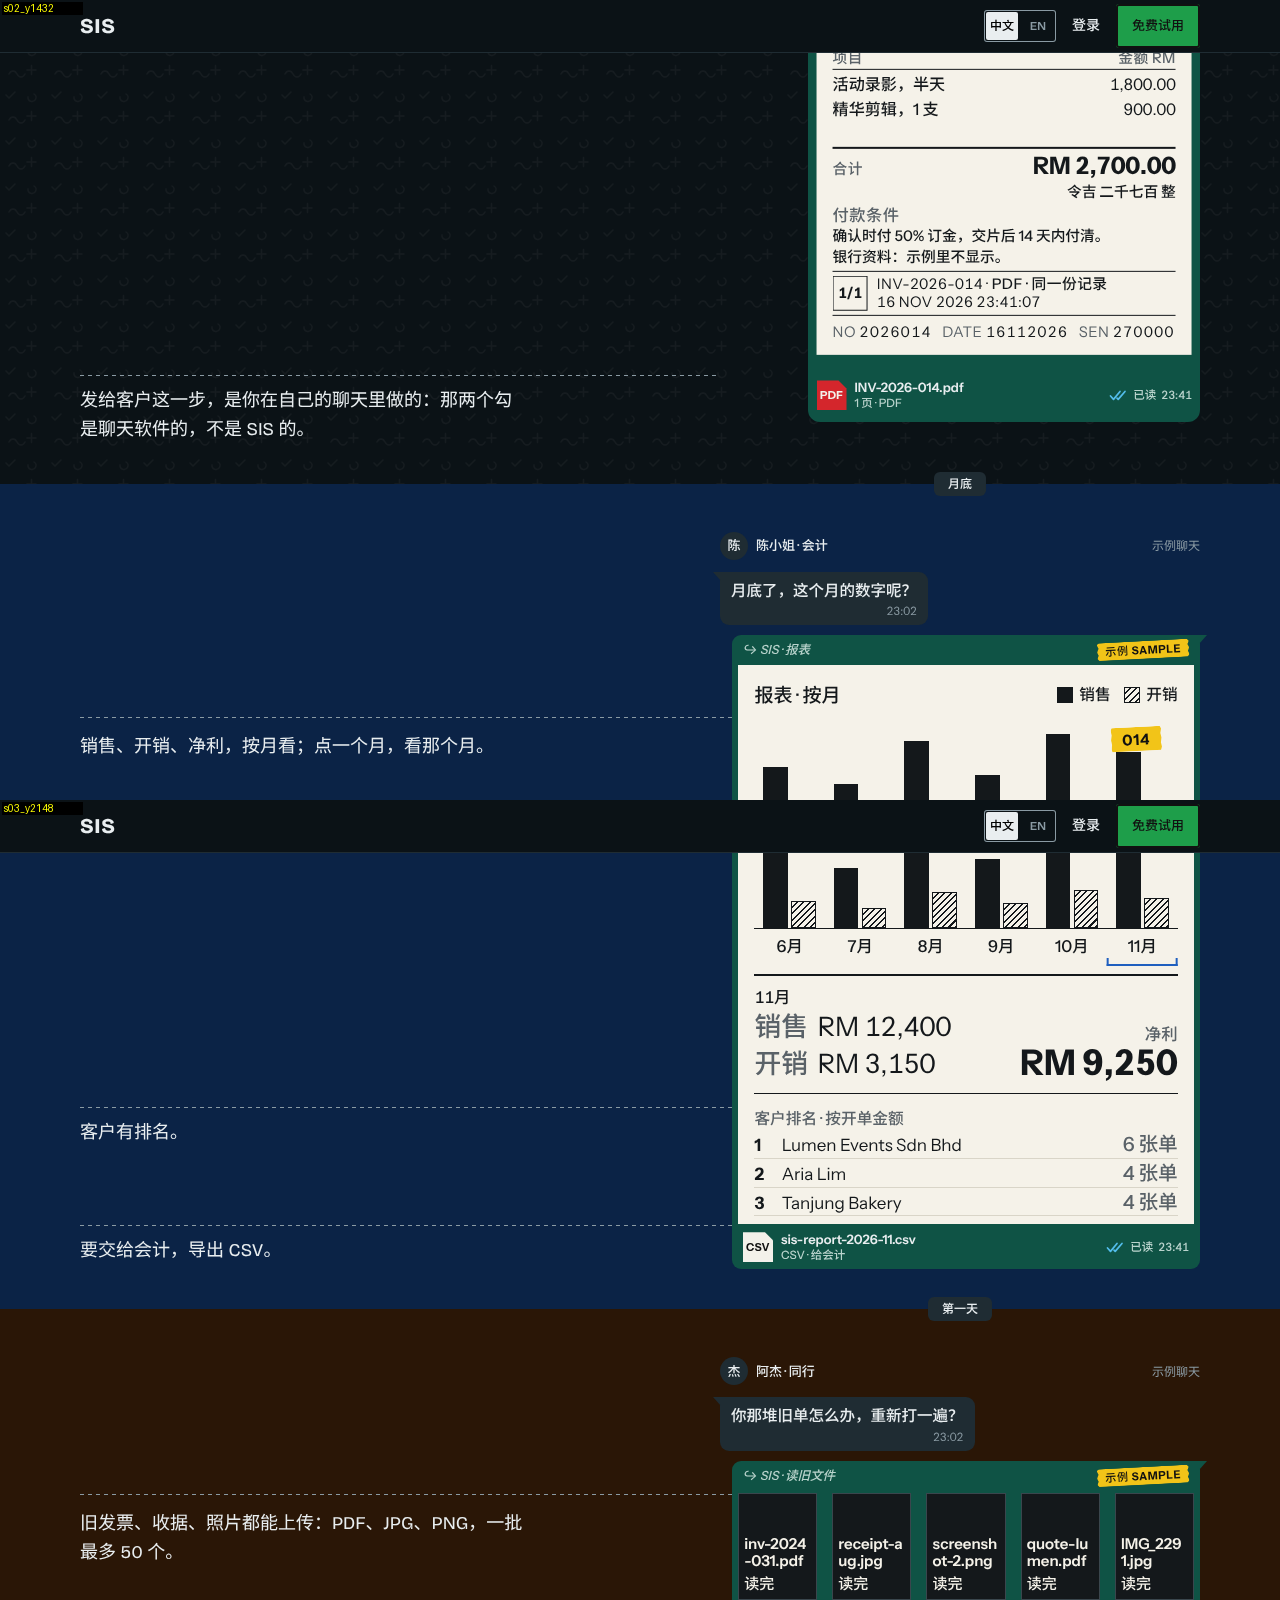 s02_y1432
SIS
中文 EN 登录 免费试用
项目 金额 RM
活动录影，半天 1,800.00
精华剪辑，1 支 900.00
合计 RM 2,700.00
令吉 二千七百 整
付款条件
确认时付 50% 订金，交片后 14 天内付清。
银行资料：示例里不显示。
1/1 INV-2026-014 · PDF · 同一份记录
16 NOV 2026 23:41:07
NO 2026014 DATE 16112026 SEN 270000
PDF INV-2026-014.pdf
1 页 · PDF
已读 23:41
发给客户这一步，是你在自己的聊天里做的：那两个勾
是聊天软件的，不是 SIS 的。
月底
陈 陈小姐 · 会计 示例聊天
月底了，这个月的数字呢？
23:02
SIS · 报表 示例 SAMPLE
报表 · 按月 销售 开销
014
销售、开销、净利，按月看；点一个月，看那个月。
s03_y2148
SIS
中文 EN 登录 免费试用
6月 7月 8月 9月 10月 11月
11月
销售 RM 12,400
开销 RM 3,150
净利
RM 9,250
客户排名 · 按开单金额
1 Lumen Events Sdn Bhd 6 张单
2 Aria Lim 4 张单
3 Tanjung Bakery 4 张单
客户有排名。
要交给会计，导出 CSV。
CSV sis-report-2026-11.csv
CSV · 给会计
已读 23:41
第一天
杰 阿杰 · 同行 示例聊天
你那堆旧单怎么办，重新打一遍？
23:02
SIS · 读旧文件 示例 SAMPLE
旧发票、收据、照片都能上传：PDF、JPG、PNG，一批
最多 50 个。
inv-2024
-031.pdf
读完
receipt-a
ug.jpg
读完
screensh
ot-2.png
读完
quote-lu
men.pdf
读完
IMG_229
1.jpg
读完